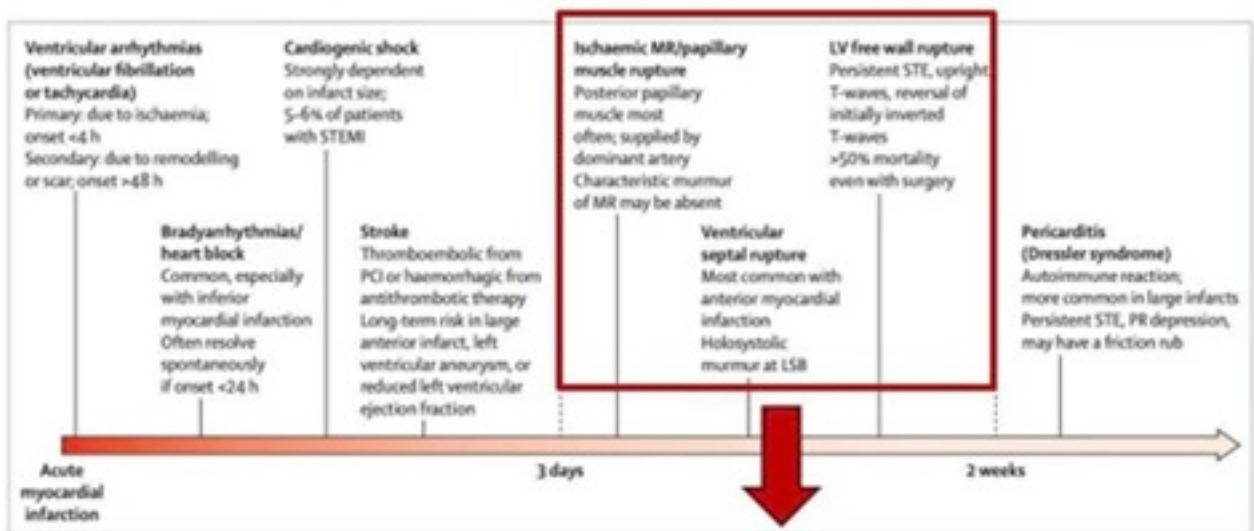 Ventricular arrhythmias
(ventricular fibrillation
or tachycardia)
Primary: due to ischaemia;
onset <4 h
Secondary: due to remodelling
or scar; onset >48 h
Cardiogenic shock
Strongly dependent
on infarct size;
5–6% of patients
with STEMI
Ischaemic MR/papillary
muscle rupture
Posterior papillary
muscle most
often; supplied by
dominant artery
Characteristic murmur
of MR may be absent
LV free wall rupture
Persistent STE, upright
T-waves, reversal of
initially inverted
T-waves
>50% mortality
even with surgery
Bradyarrhythmias/
heart block
Common, especially
with inferior
myocardial infarction
Often resolve
spontaneously
if onset <24 h
Stroke
Thromboembolic from
PCI or haemorrhagic from
antithrombotic therapy
Long-term risk in large
anterior infarct, left
ventricular aneurysm, or
reduced left ventricular
ejection fraction
Ventricular
septal rupture
Most common with
anterior myocardial
infarction
Holosystolic
murmur at LSB
Pericarditis
(Dressler syndrome)
Autoimmune reaction;
more common in large infarcts
Persistent STE, PR depression,
may have a friction rub
Acute
myocardial
infarction
3 days
2 weeks